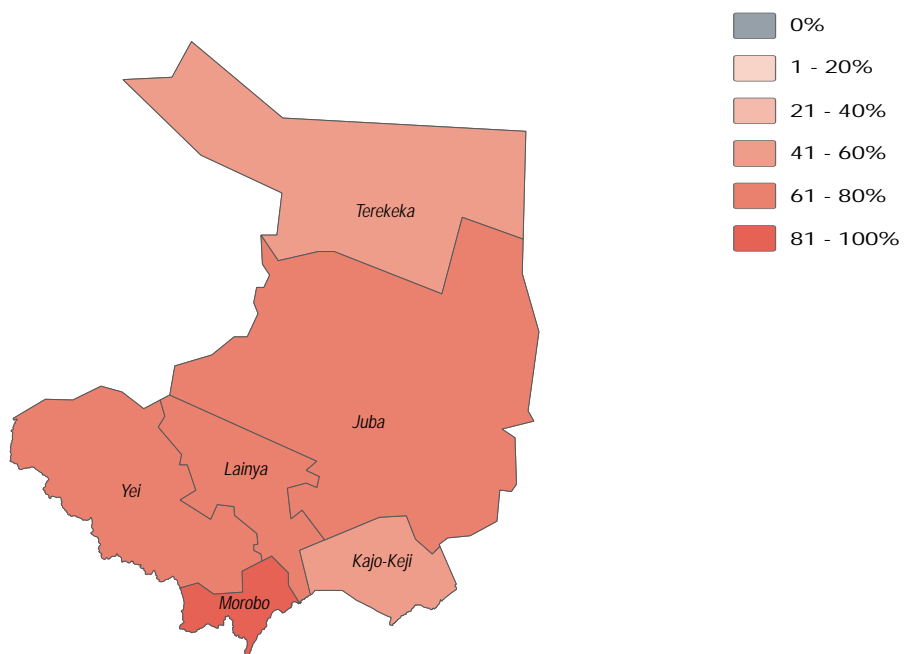 0%
1 - 20%
21 - 40%
41 - 60%
61 - 80%
81 - 100%
Terekeka
Juba
Lainya
Yei
Kajo-Keji
Morobo